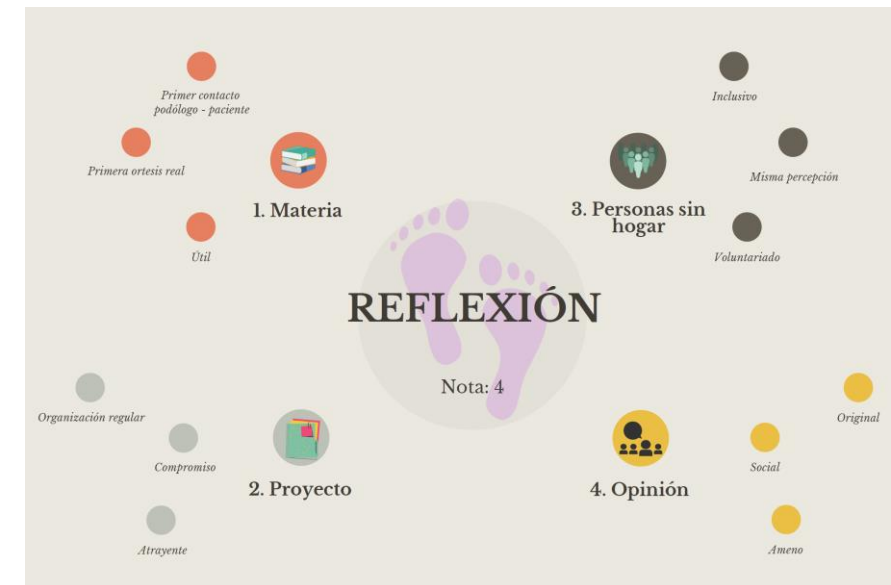 Primer contacto
podólogo - paciente
Primera ortesis real
Útil
1. Materia
Inclusivo
Misma percepción
Voluntariado
3. Personas sin
hogar
REFLEXIÓN
Nota: 4
Organización regular
Compromiso
Atrayente
2. Proyecto
Original
Social
Ameno
4. Opinión